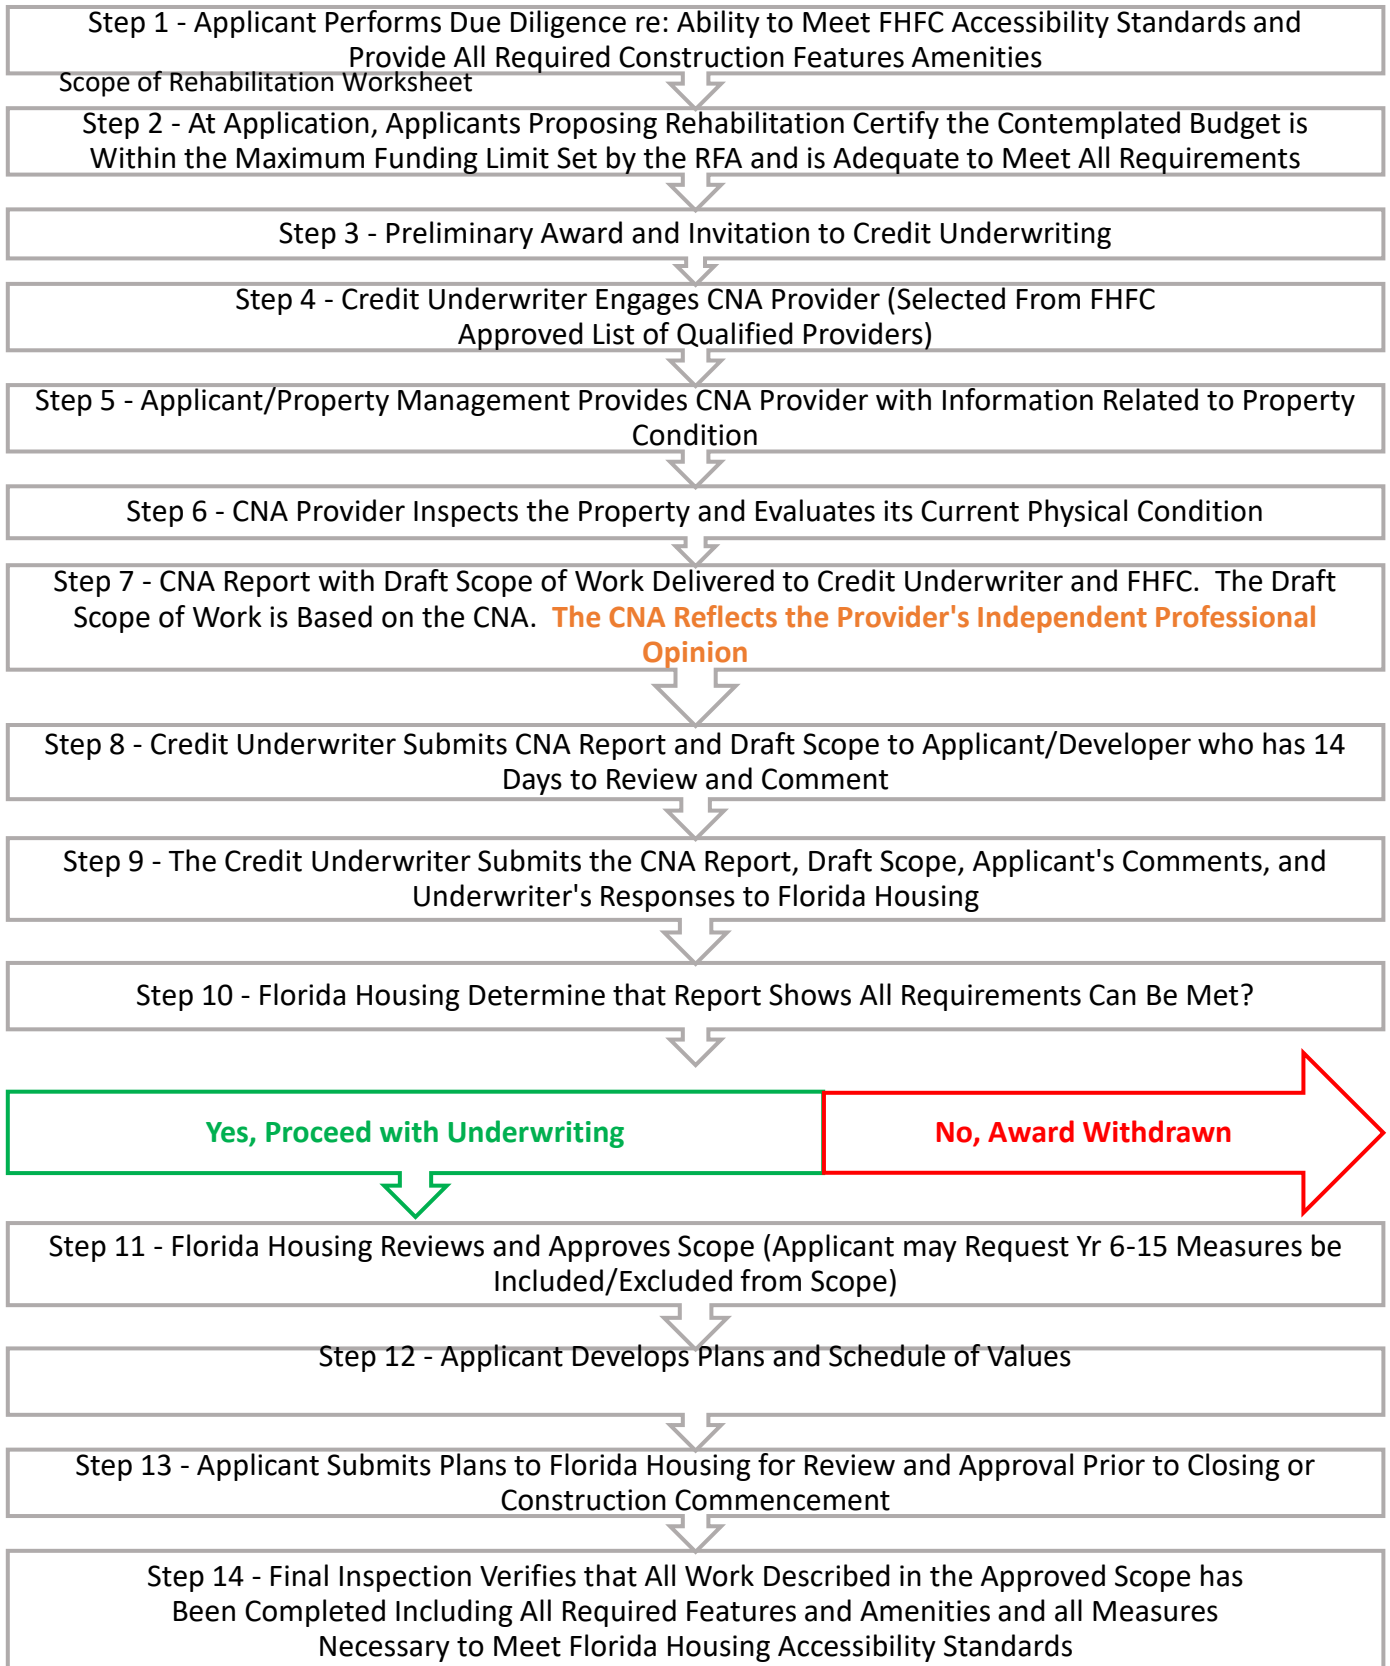 Step 1 - Applicant Performs Due Diligence re: Ability to Meet FHFC Accessibility Standards and
Provide All Required Construction Features Amenities
Scope of Rehabilitation Worksheet
Step 2 - At Application, Applicants Proposing Rehabilitation Certify the Contemplated Budget is
Within the Maximum Funding Limit Set by the RFA and is Adequate to Meet All Requirements
Step 3 - Preliminary Award and Invitation to Credit Underwriting
Step 4 - Credit Underwriter Engages CNA Provider (Selected From FHFC
Approved List of Qualified Providers)
Step 5 - Applicant/Property Management Provides CNA Provider with Information Related to Property
Condition
Step 6 - CNA Provider Inspects the Property and Evaluates its Current Physical Condition
Step 7 - CNA Report with Draft Scope of Work Delivered to Credit Underwriter and FHFC.  The Draft
Scope of Work is Based on the CNA.  The CNA Reflects the Provider's Independent Professional
Opinion
Step 8 - Credit Underwriter Submits CNA Report and Draft Scope to Applicant/Developer who has 14
Days to Review and Comment
Step 9 - The Credit Underwriter Submits the CNA Report, Draft Scope, Applicant's Comments, and
Underwriter's Responses to Florida Housing
Step 10 - Florida Housing Determine that Report Shows All Requirements Can Be Met?
Yes, Proceed with Underwriting
No, Award Withdrawn
Step 11 - Florida Housing Reviews and Approves Scope (Applicant may Request Yr 6-15 Measures be
Included/Excluded from Scope)
Step 12 - Applicant Develops Plans and Schedule of Values
Step 13 - Applicant Submits Plans to Florida Housing for Review and Approval Prior to Closing or
Construction Commencement
Step 14 - Final Inspection Verifies that All Work Described in the Approved Scope has
Been Completed Including All Required Features and Amenities and all Measures
Necessary to Meet Florida Housing Accessibility Standards